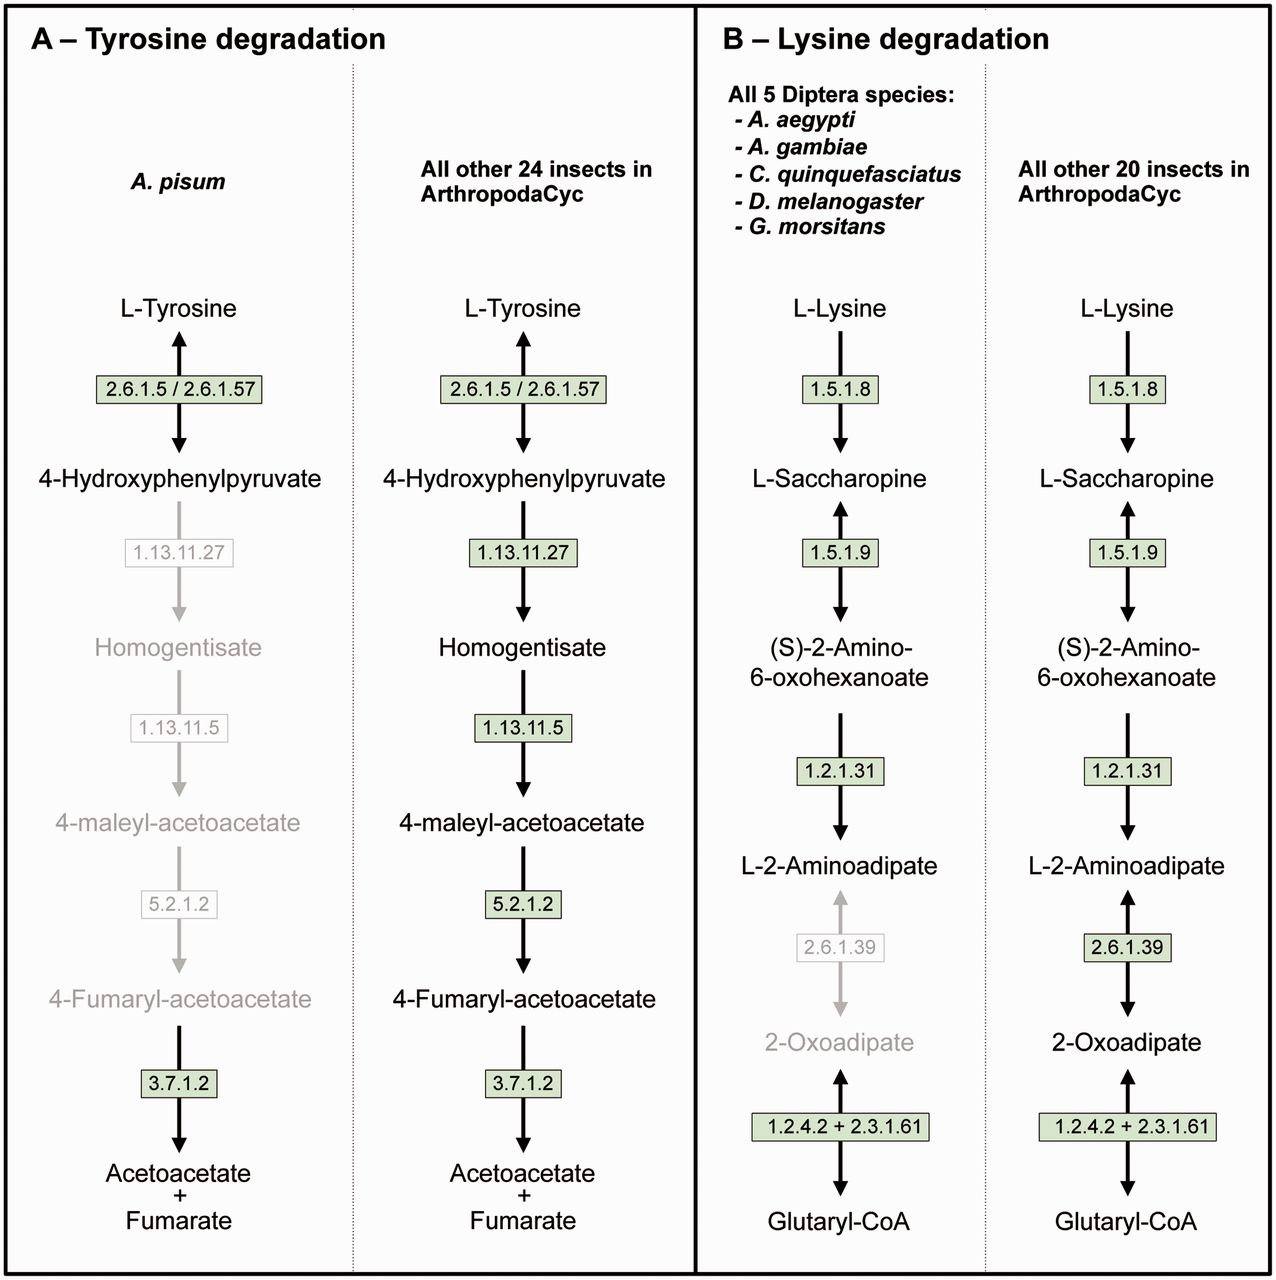 A – Tyrosine degradation
A. pisum
L-Tyrosine
2.6.1.5 / 2.6.1.57
4-Hydroxyphenylpyruvate
1.13.11.27
Homogentisate
1.13.11.5
4-maleyl-acetoacetate
5.2.1.2
4-Fumaryl-acetoacetate
3.7.1.2
Acetoacetate
+
Fumarate
All other 24 insects in
ArthropodaCyc
L-Tyrosine
2.6.1.5 / 2.6.1.57
4-Hydroxyphenylpyruvate
1.13.11.27
Homogentisate
1.13.11.5
4-maleyl-acetoacetate
5.2.1.2
4-Fumaryl-acetoacetate
3.7.1.2
Acetoacetate
+
Fumarate
B – Lysine degradation
All 5 Diptera species:
- A. aegypti
- A. gambiae
- C. quinquefasciatus
- D. melanogaster
- G. morsitans
L-Lysine
1.5.1.8
L-Saccharopine
1.5.1.9
(S)-2-Amino-
6-oxohexanoate
1.2.1.31
L-2-Aminoadipate
2.6.1.39
2-Oxoadipate
1.2.4.2 + 2.3.1.61
Glutaryl-CoA
All other 20 insects in
ArthropodaCyc
L-Lysine
1.5.1.8
L-Saccharopine
1.5.1.9
(S)-2-Amino-
6-oxohexanoate
1.2.1.31
L-2-Aminoadipate
2.6.1.39
2-Oxoadipate
1.2.4.2 + 2.3.1.61
Glutaryl-CoA